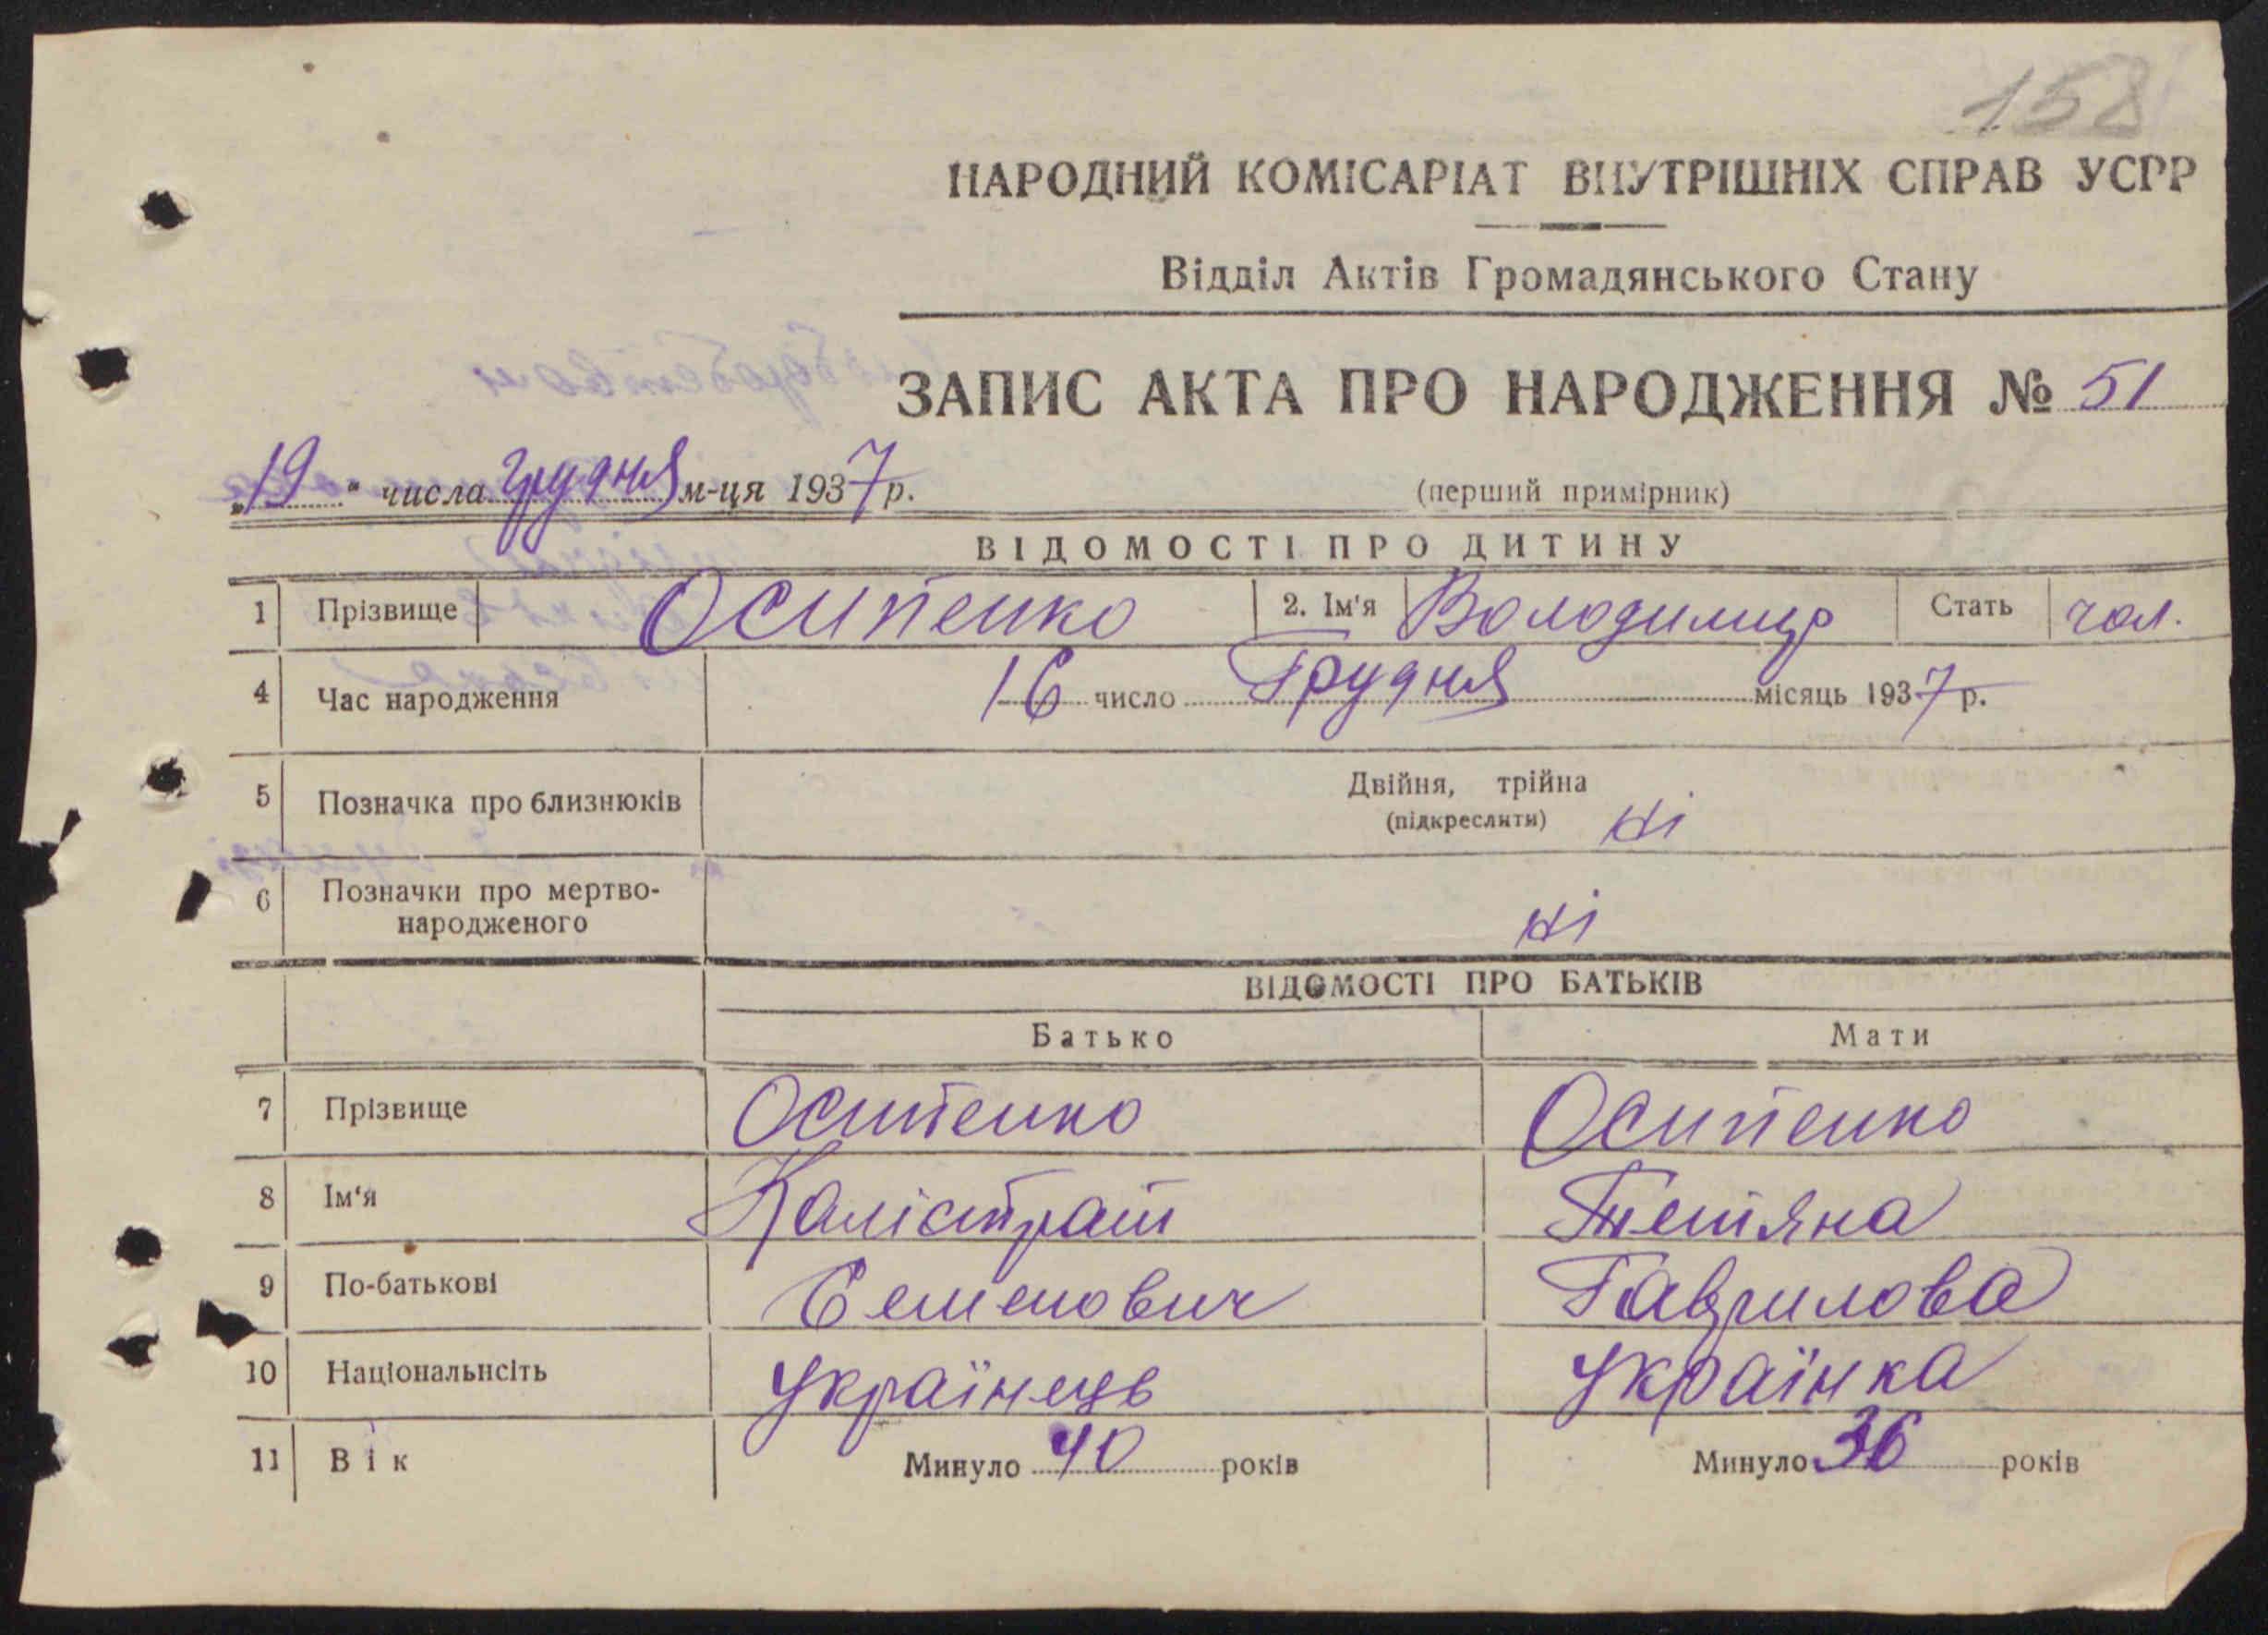 158
НАРОДНИЙ КОМІСАРІАТ ВНУТРІШНІХ СПРАВ УСРР
Відділ Актів Громадянського Стану
ЗАПИС АКТА ПРО НАРОДЖЕННЯ № 51
„19“ числа грудня м-ця 1937 р. (перший примірник)
ВІДОМОСТІ ПРО ДИТИНУ
1 Прізвище Осипенко 2. Ім'я Володимир Стать чол.
4 Час народження 16 число Грудня місяць 1937 р.
5 Позначка про близнюків Двійня, трійна
(підкреслити) ні
6 Позначки про мертво-
народженого ні
ВІДОМОСТІ ПРО БАТЬКІВ
Батько Мати
7 Прізвище Осипенко Осипенко
8 Ім'я Калістрат Тетяна
9 По-батькові Семенович Гаврилова
10 Національнсіть Українець Українка
11 Вік Минуло 40 років Минуло 36 років